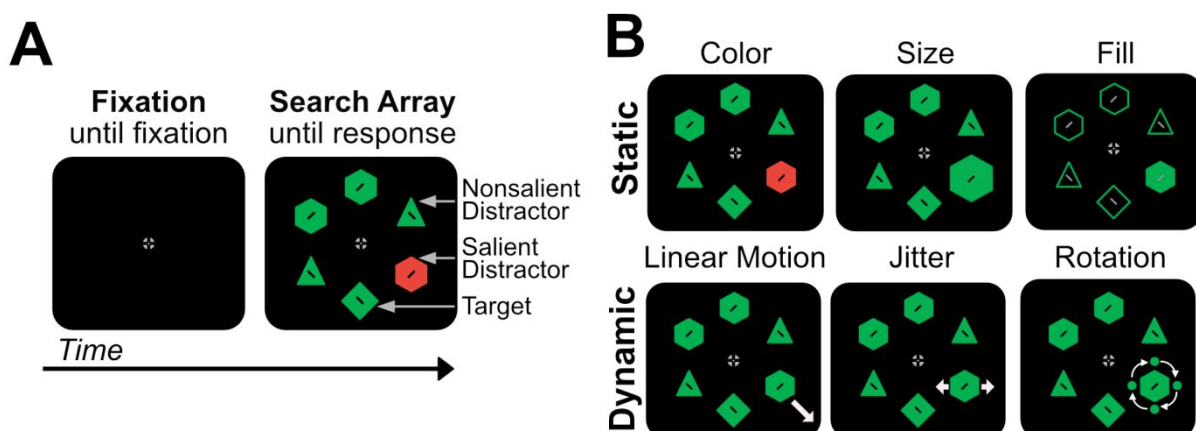 A
Fixation
until fixation
Search Array
until response
Nonsalient
Distractor
Salient
Distractor
Target
Time
B
Color
Size
Fill
Static
Linear Motion
Jitter
Rotation
Dynamic